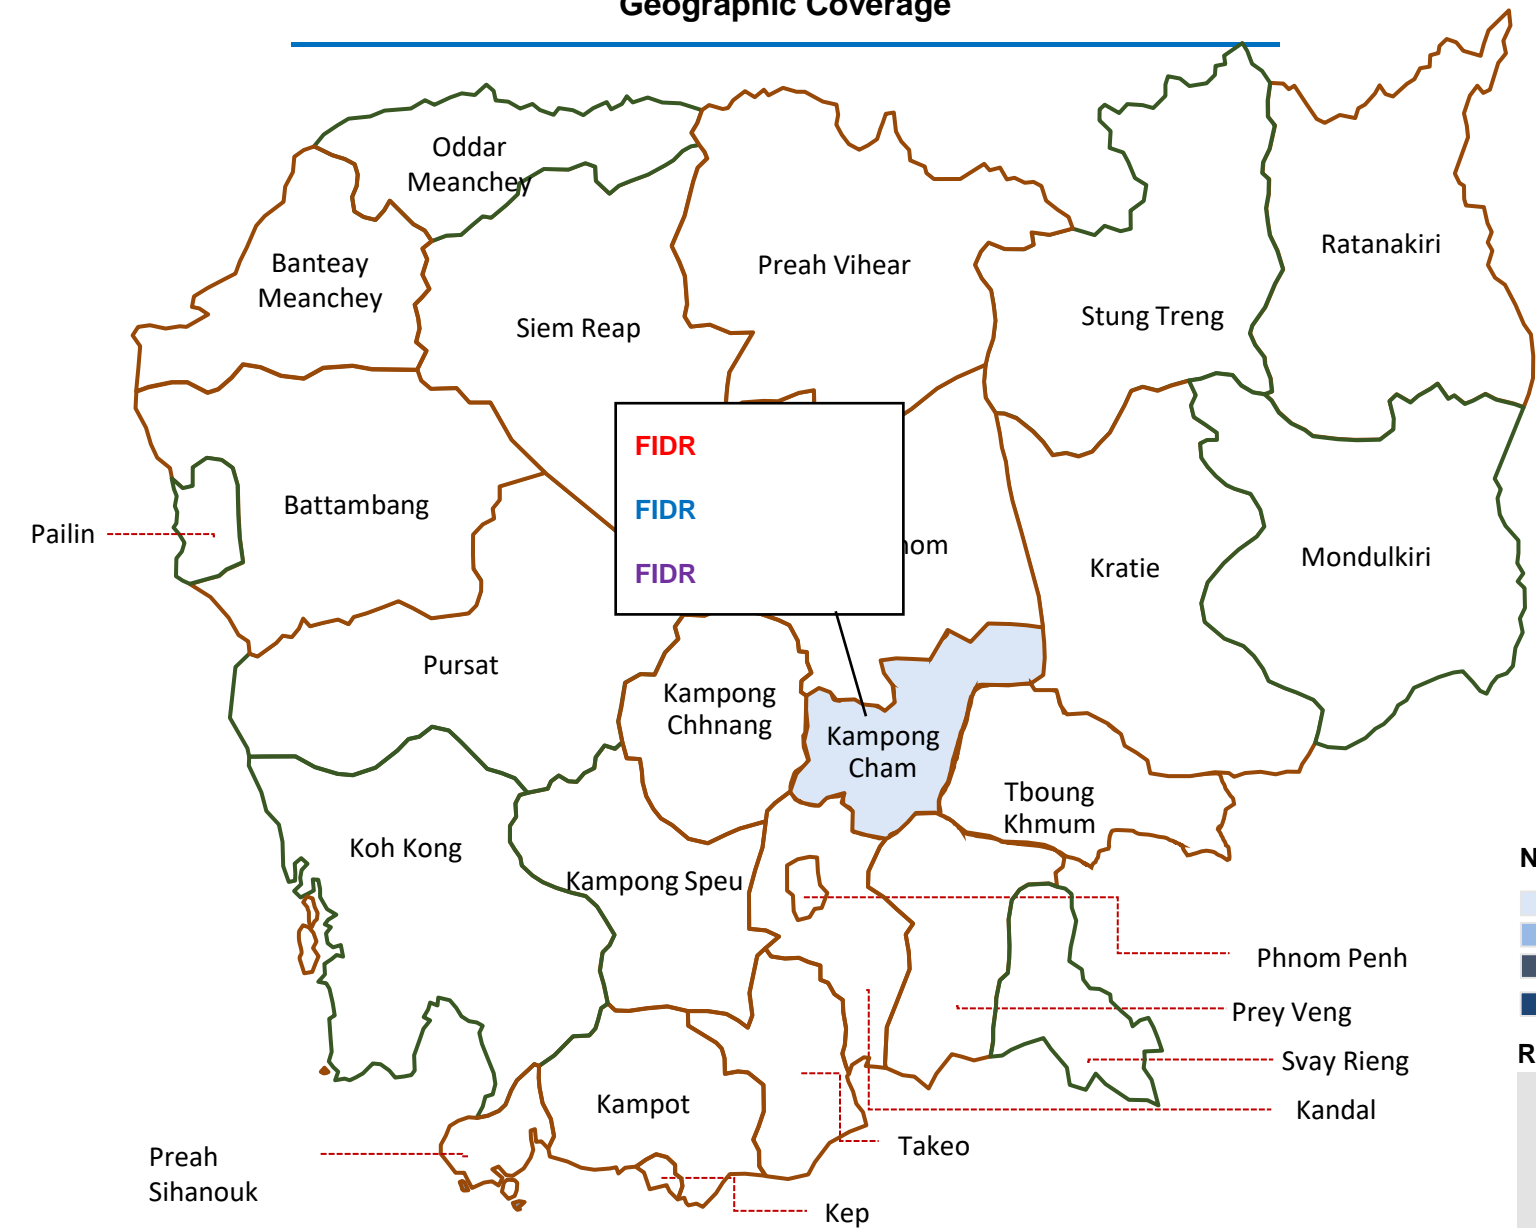 Geographic Coverage
Oddar
Meanchey
Banteay
Meanchey
Siem Reap
Preah Vihear
Stung Treng
Ratanakiri
FIDR
FIDR
FIDR
Battambang
Pailin
nom
Kratie
Mondulkiri
Pursat
Kampong
Chhnang
Kampong
Cham
Tboung
Khmum
Koh Kong
Kampong Speu
N
Phnom Penh
Prey Veng
R
Svay Rieng
Kampot
Kandal
Takeo
Preah
Sihanouk
Kep